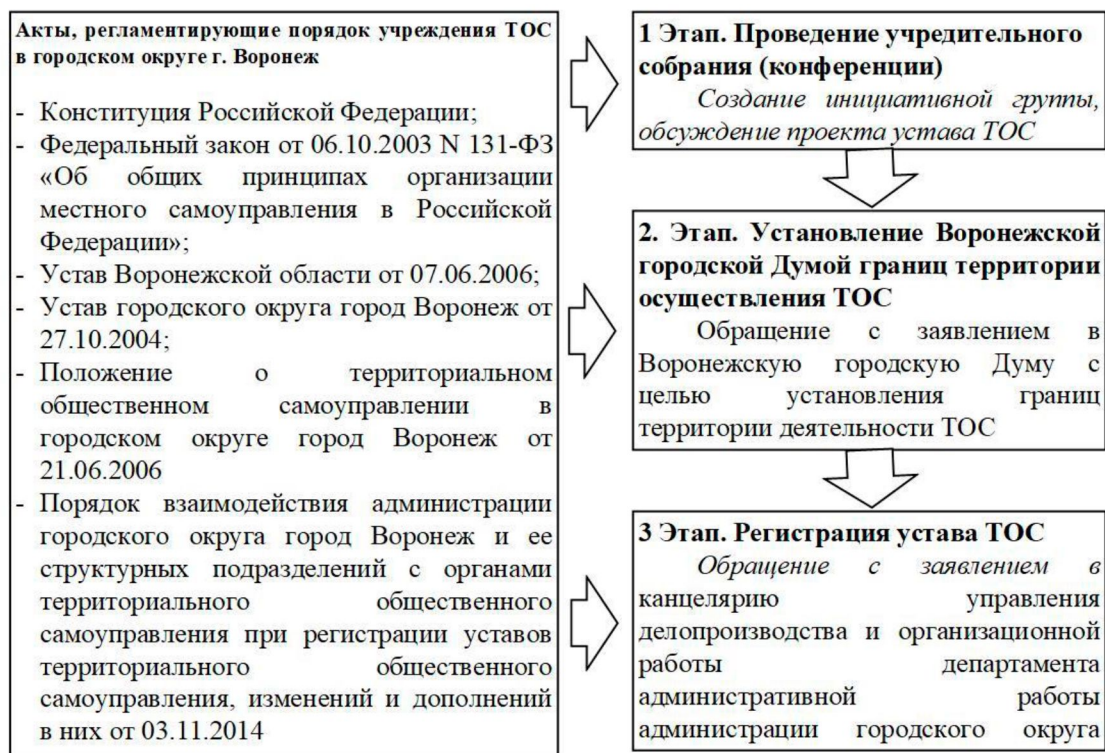 Акты, регламентирующие порядок учреждения ТОС
в городском округе г. Воронеж
- Конституция Российской Федерации;
- Федеральный закон от 06.10.2003 N 131-ФЗ
«Об общих принципах организации
местного самоуправления в Российской
Федерации»;
- Устав Воронежской области от 07.06.2006;
- Устав городского округа город Воронеж от
27.10.2004;
- Положение о территориальном
общественном самоуправлении в
городском округе город Воронеж от
21.06.2006
- Порядок взаимодействия администрации
городского округа город Воронеж и ее
структурных подразделений с органами
территориального общественного
самоуправления при регистрации уставов
территориального общественного
самоуправления, изменений и дополнений
в них от 03.11.2014
1 Этап. Проведение учредительного
собрания (конференции)
Создание инициативной группы,
обсуждение проекта устава ТОС
2. Этап. Установление Воронежской
городской Думой границ территории
осуществления ТОС
Обращение с заявлением в
Воронежскую городскую Думу с
целью установления границ
территории деятельности ТОС
3 Этап. Регистрация устава ТОС
Обращение с заявлением в
канцелярию управления
делопроизводства и организационной
работы департамента
административной работы
администрации городского округа